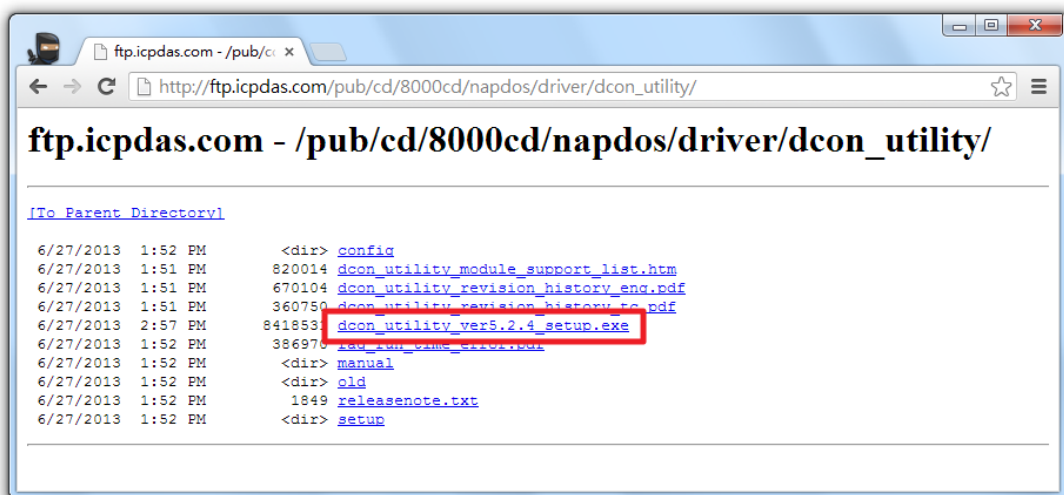 ftp.icpdas.com - /pub/cc
http://ftp.icpdas.com/pub/cd/8000cd/napdos/driver/dcon_utility/
ftp.icpdas.com - /pub/cd/8000cd/napdos/driver/dcon_utility/
[To Parent Directory]
6/27/2013 1:52 PM <dir> config
6/27/2013 1:51 PM 820014 dcon_utility_module_support_list.htm
6/27/2013 1:51 PM 670104 dcon_utility_revision_history_eng.pdf
6/27/2013 1:51 PM 360750 dcon_utility_revision_history_tc.pdf
6/27/2013 2:57 PM 8418531 dcon_utility_ver5.2.4_setup.exe
6/27/2013 1:52 PM 386970 faq_run_time_error.pdf
6/27/2013 1:52 PM <dir> manual
6/27/2013 1:52 PM <dir> old
6/27/2013 1:52 PM 1849 releasenote.txt
6/27/2013 1:52 PM <dir> setup